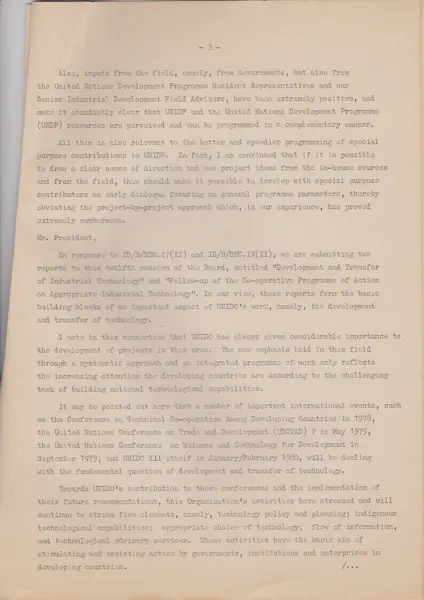 - 3 -
Also, inputs from the field, namely, from Governments, but also from
the United Nations Development Programme Resident Representatives and our
Senior Industrial Development Field Advisers, have been extremely positive, and
make it abundantly clear that UNIDF and the United Nations Development Programme
(UNDP) resources are perceived and can be programmed in a complementary manner.
All this is also relevant to the better and speedier programming of special
purpose contributions to UNIDF. In fact, I am convinced that if it is possible
to draw a clear sense of direction and new project ideas from the in-house sources
and from the field, this should make it possible to develop with special purpose
contributors an early dialogue focusing on general programme parameters, thereby
obviating the project-by-project approach which, in our experience, has proved
extremely cumbersome.
Mr. President,
In response to ID/B/RES.47(XI) and ID/B/DEC.19(XI), we are submitting two
reports to this twelfth session of the Board, entitled "Development and Transfer
of Industrial Technology" and "Follow-up of the Co-operative Programme of Action
on Appropriate Industrial Technology". In our view, these reports form the basic
building blocks of an important aspect of UNIDO's work, namely, the development
and transfer of technology.
I note in this connection that UNIDO has always given considerable importance to
the development of projects in this area. The new emphasis laid in this field
through a systematic approach and an integrated programme of work only reflects
the increasing attention the developing countries are according to the challenging
task of building national technological capabilities.
It may be pointed out here that a number of important international events, such
as the Conference on Technical Co-operation Among Developing Countries in 1978,
the United Nations Conference on Trade and Development (UNCTAD) V in May 1979,
the United Nations Conference on Science and Technology for Development in
September 1979, and UNIDO III itself in January/February 1980, will be dealing
with the fundamental question of development and transfer of technology.
Towards UNIDO's contribution to these conferences and the implementation of
their future recommendations, this Organization's activities have stressed and will
continue to stress five elements, namely, technology policy and planning; indigenous
technological capabilities; appropriate choice of technology; flow of information,
and technological advisory services. These activities have the basic aim of
stimulating and assisting action by governments, institutions and enterprises in
developing countries.
/...